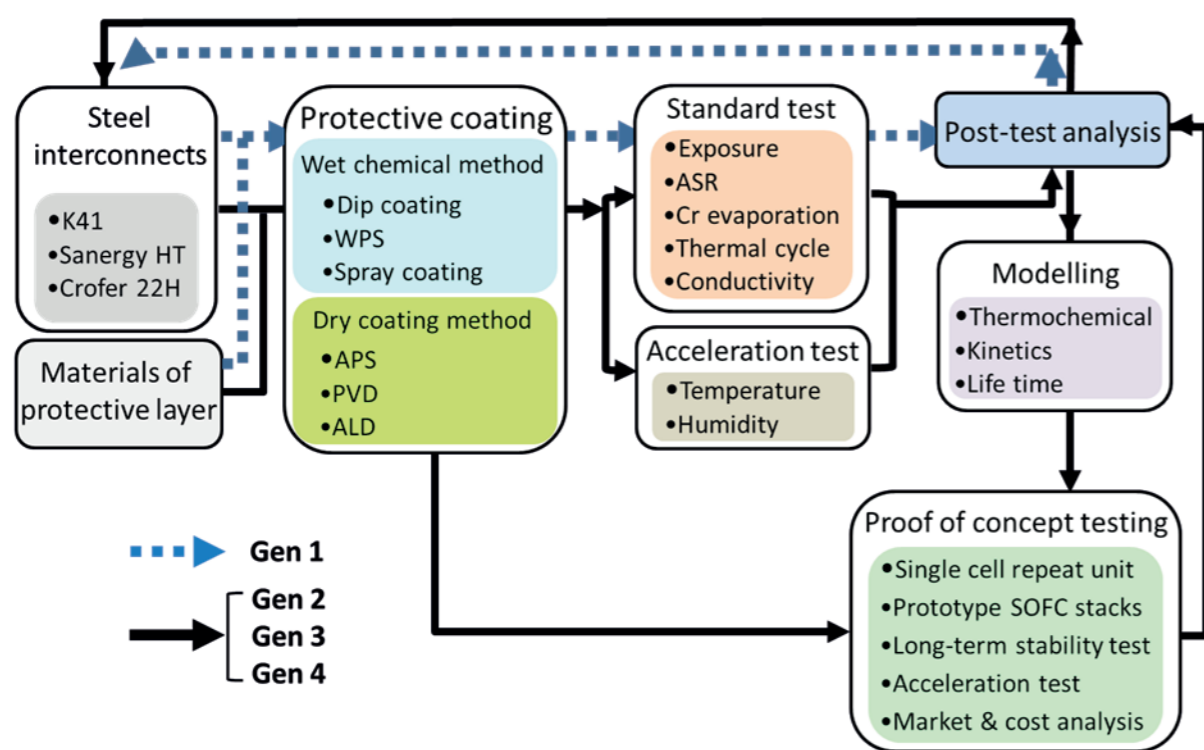 Steel
interconnects
•K41
•Sanergy HT
•Crofer 22H
Materials of
protective layer
Protective coating
Wet chemical method
•Dip coating
•WPS
•Spray coating
Dry coating method
•APS
•PVD
•ALD
Standard test
•Exposure
•ASR
•Cr evaporation
•Thermal cycle
•Conductivity
Acceleration test
•Temperature
•Humidity
Post-test analysis
Modelling
•Thermochemical
•Kinetics
•Life time
Proof of concept testing
•Single cell repeat unit
•Prototype SOFC stacks
•Long-term stability test
•Acceleration test
•Market & cost analysis
Gen 1
Gen 2
Gen 3
Gen 4